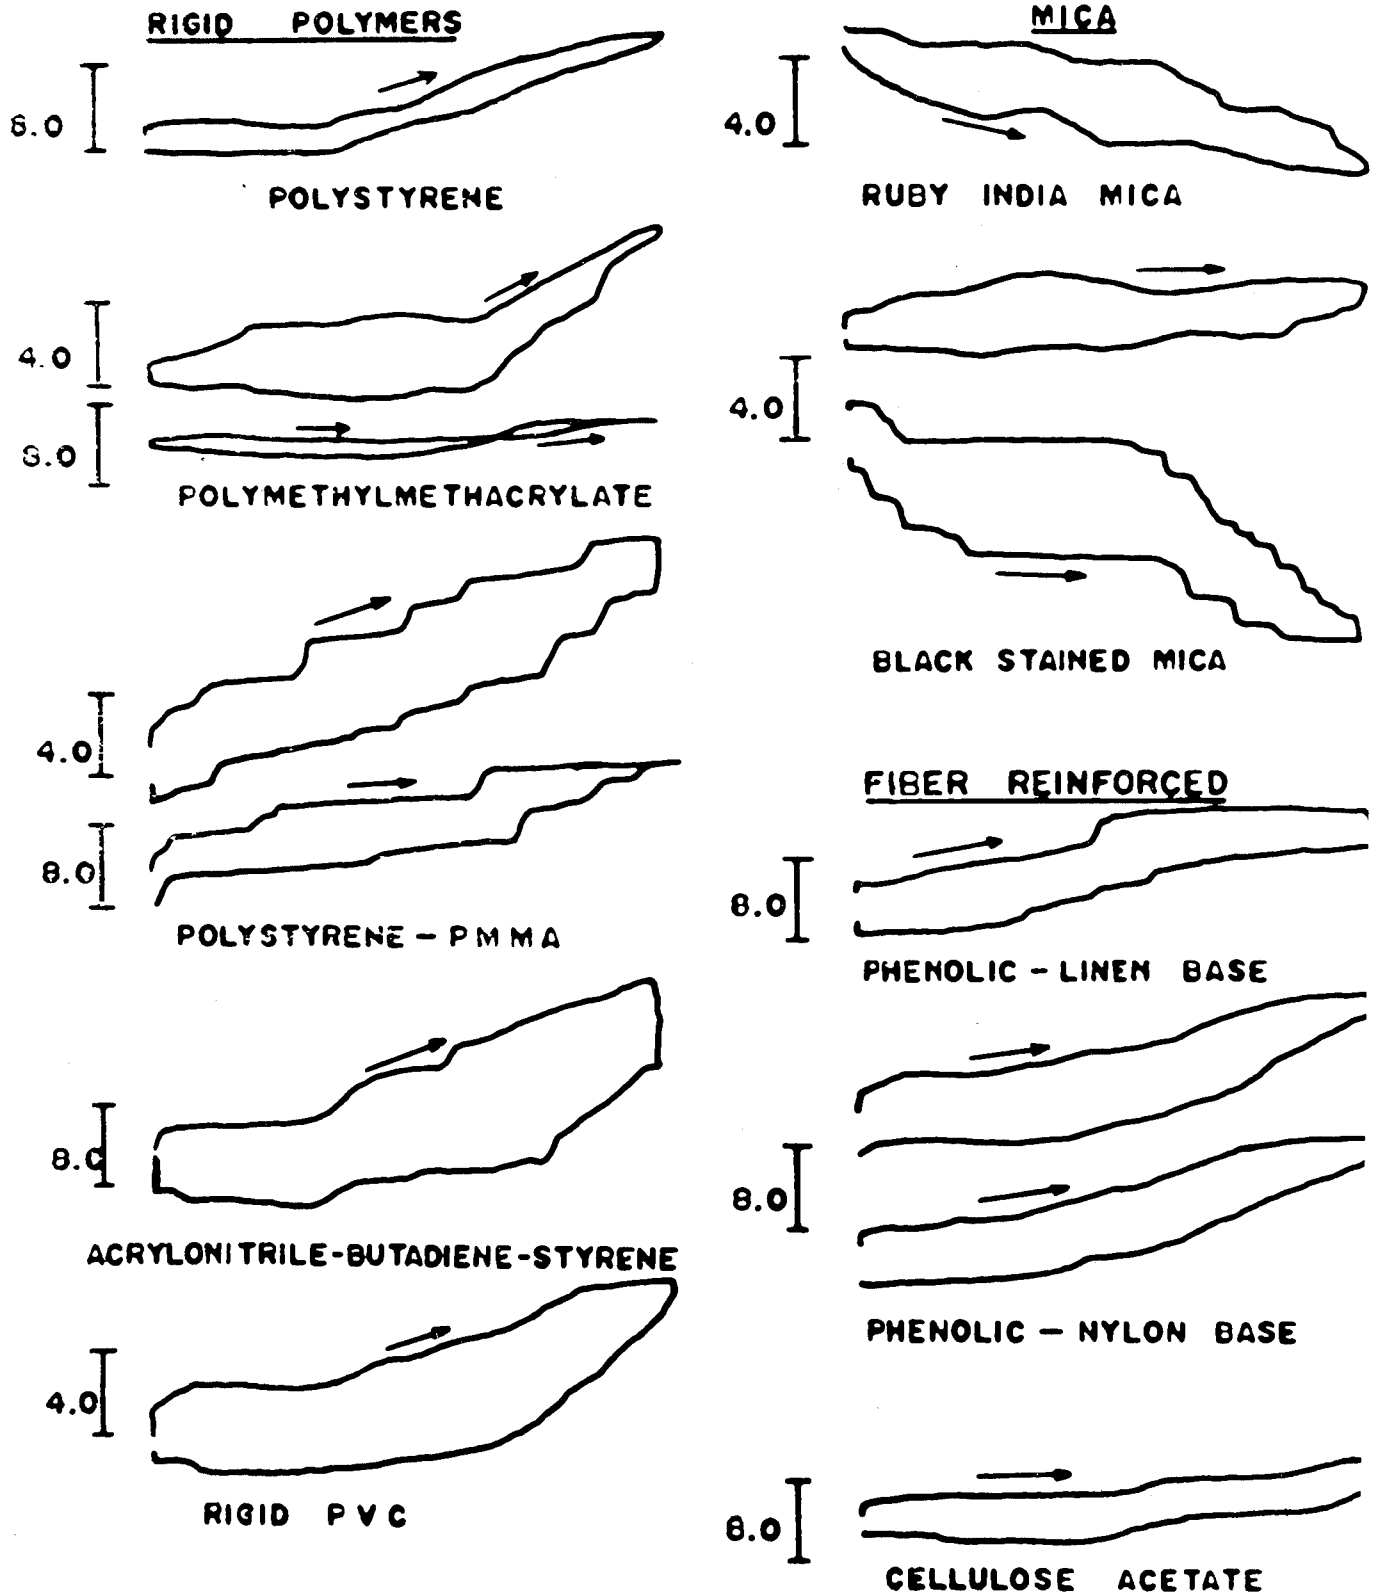 RIGID POLYMERS
8.0
POLYSTYRENE
4.0
8.0
POLYMETHYLMETHACRYLATE
4.0
8.0
POLYSTYRENE - PMMA
8.0
ACRYLONITRILE-BUTADIENE-STYRENE
4.0
RIGID PVC
MICA
4.0
RUBY INDIA MICA
4.0
BLACK STAINED MICA
FIBER REINFORCED
8.0
PHENOLIC - LINEN BASE
8.0
PHENOLIC - NYLON BASE
8.0
CELLULOSE ACETATE